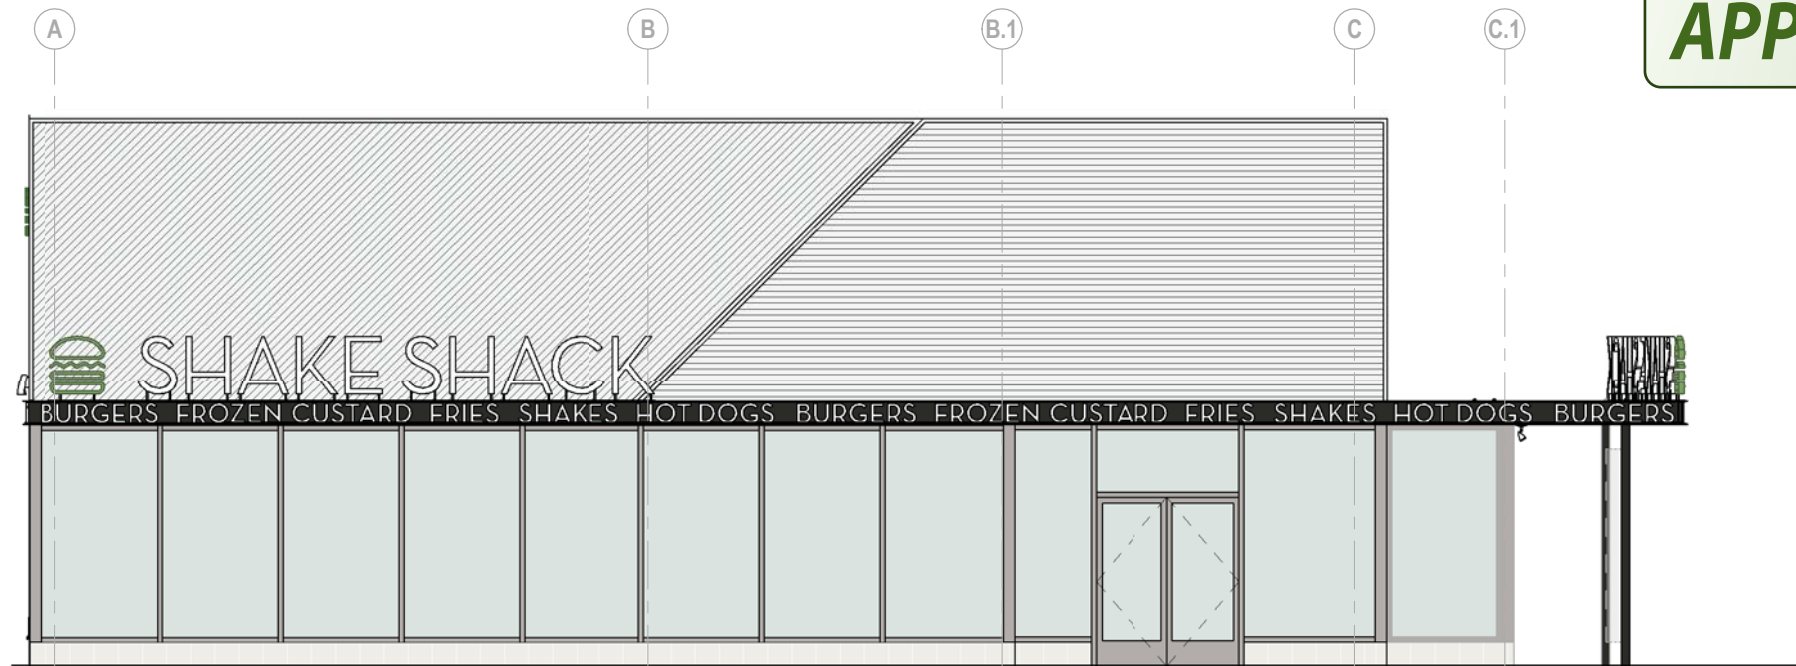 A B B.1 C C.1
APP
SHAKE SHACK
BURGERS FROZEN CUSTARD FRIES SHAKES HOT DOGS BURGERS FROZEN CUSTARD FRIES SHAKES HOT DOGS BURGERS